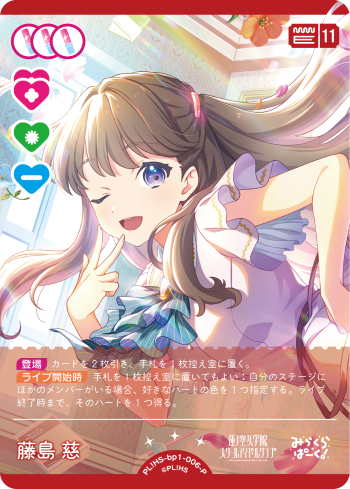 11
登場 カードを2枚引き、手札を1枚控え室に置く。
ライブ開始時 手札を1枚控え室に置いてもよい：自分のステージに
ほかのメンバーがいる場合、好きなハートの色を1つ指定する。ライブ
終了時まで、そのハートを1つ得る。
藤島 慈
蓮ノ空女学院
スクールアイドルクラブ
みらくら
ぱーく！
PL!HS-bp1-006-P
©PL!HS